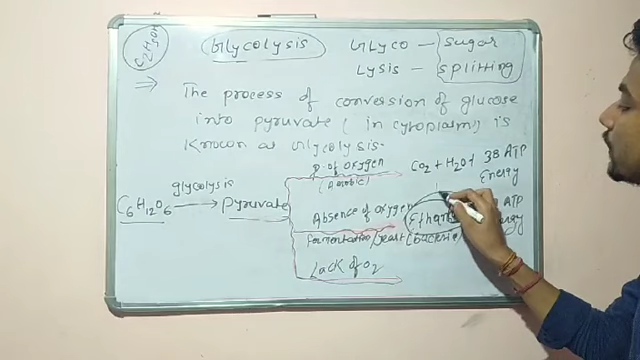 C2H5OH
Glycolysis
GLyco — Sugar
Lysis — Splitting
⇒ The process of conversion of glucose
into pyruvate (in cytoplasm) is
known as Glycolysis.
P. of oxygen
(Aerobic)
CO2 + H2O + 38 ATP
Energy
C6H12O6 glycolysis → pyruvate
Absence of oxygen
Fermentation/yeast (bacteria)
ATP
Lack of O2